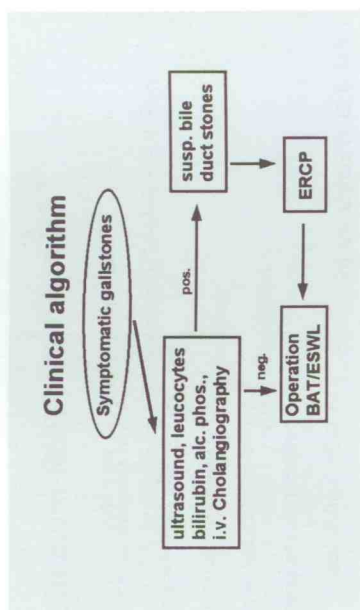 Clinical algorithm
Symptomatic gallstones
ultrasound, leucocytes
bilirubin, alc. phos.,
i.v. Cholangiography
pos.
susp. bile
duct stones
neg.
Operation
BAT/ESWL
ERCP